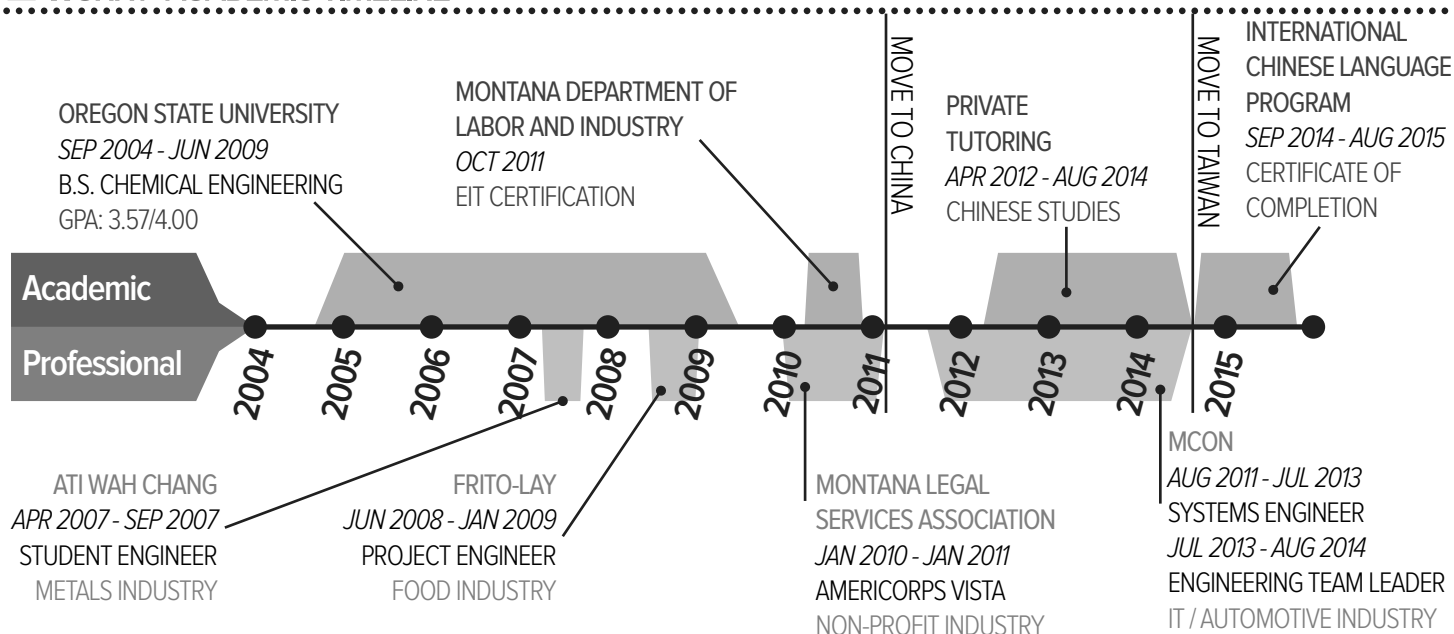 OREGON STATE UNIVERSITY
SEP 2004 - JUN 2009
B.S. CHEMICAL ENGINEERING
GPA: 3.57/4.00
MONTANA DEPARTMENT OF
LABOR AND INDUSTRY
OCT 2011
EIT CERTIFICATION
MOVE TO CHINA
PRIVATE
TUTORING
APR 2012 - AUG 2014
CHINESE STUDIES
MOVE TO TAIWAN
INTERNATIONAL
CHINESE LANGUAGE
PROGRAM
SEP 2014 - AUG 2015
CERTIFICATE OF
COMPLETION
Academic
Professional
2004
2005
2006
2007
2008
2009
2010
2011
2012
2013
2014
2015
ATI WAH CHANG
APR 2007 - SEP 2007
STUDENT ENGINEER
METALS INDUSTRY
FRITO-LAY
JUN 2008 - JAN 2009
PROJECT ENGINEER
FOOD INDUSTRY
MONTANA LEGAL
SERVICES ASSOCIATION
JAN 2010 - JAN 2011
AMERICORPS VISTA
NON-PROFIT INDUSTRY
MCON
AUG 2011 - JUL 2013
SYSTEMS ENGINEER
JUL 2013 - AUG 2014
ENGINEERING TEAM LEADER
IT / AUTOMOTIVE INDUSTRY